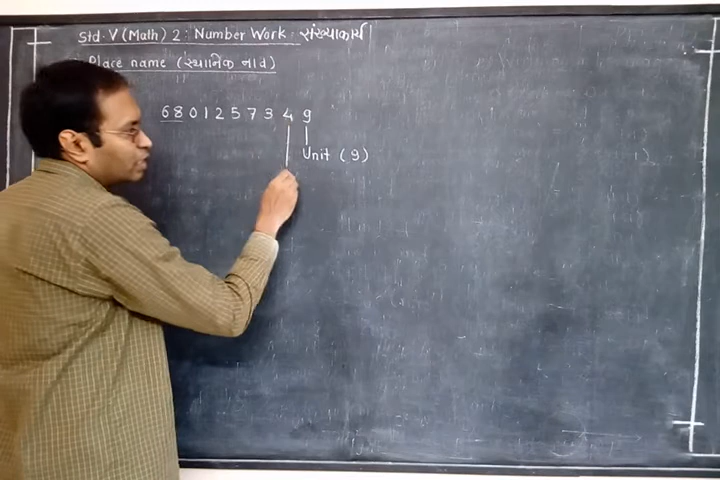 Std. V (Math) 2: Number Work. સંખ્યાકાર્ય
Place name (સ્થાનિક નામ)
6801257349
Unit (9)